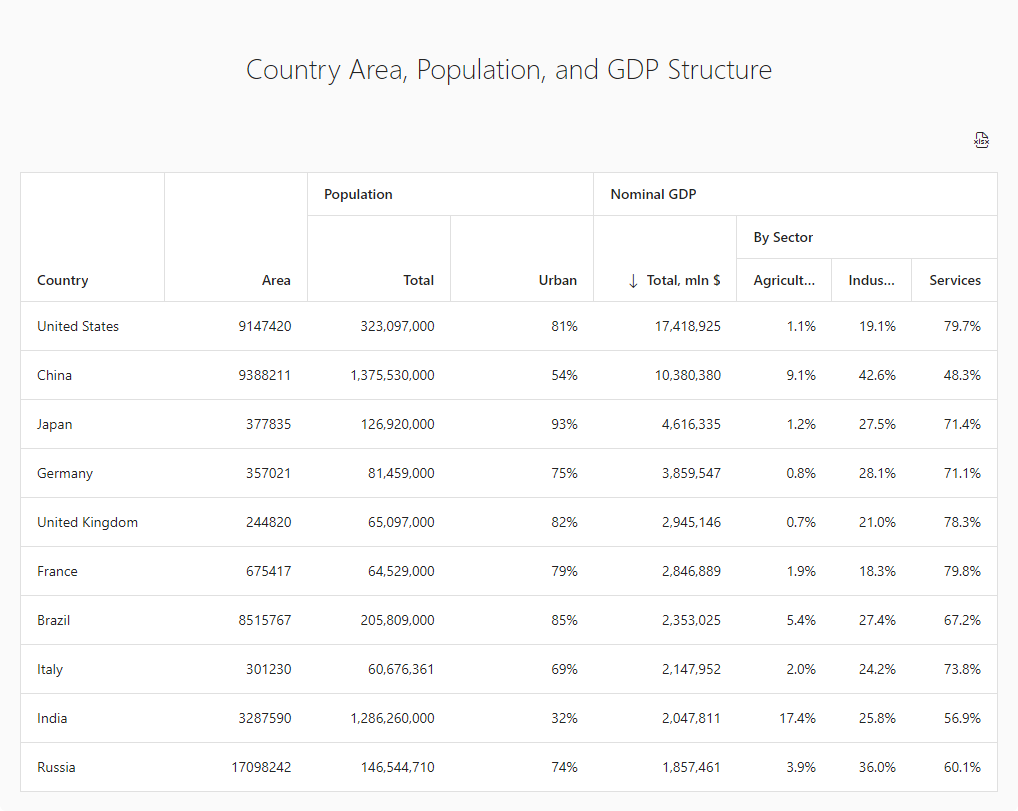 Country Area, Population, and GDP Structure
xlsx
Population Nominal GDP
By Sector
Country Area Total Urban ↓ Total, mln $ Agricult... Indus... Services
United States 9147420 323,097,000 81% 17,418,925 1.1% 19.1% 79.7%
China 9388211 1,375,530,000 54% 10,380,380 9.1% 42.6% 48.3%
Japan 377835 126,920,000 93% 4,616,335 1.2% 27.5% 71.4%
Germany 357021 81,459,000 75% 3,859,547 0.8% 28.1% 71.1%
United Kingdom 244820 65,097,000 82% 2,945,146 0.7% 21.0% 78.3%
France 675417 64,529,000 79% 2,846,889 1.9% 18.3% 79.8%
Brazil 8515767 205,809,000 85% 2,353,025 5.4% 27.4% 67.2%
Italy 301230 60,676,361 69% 2,147,952 2.0% 24.2% 73.8%
India 3287590 1,286,260,000 32% 2,047,811 17.4% 25.8% 56.9%
Russia 17098242 146,544,710 74% 1,857,461 3.9% 36.0% 60.1%